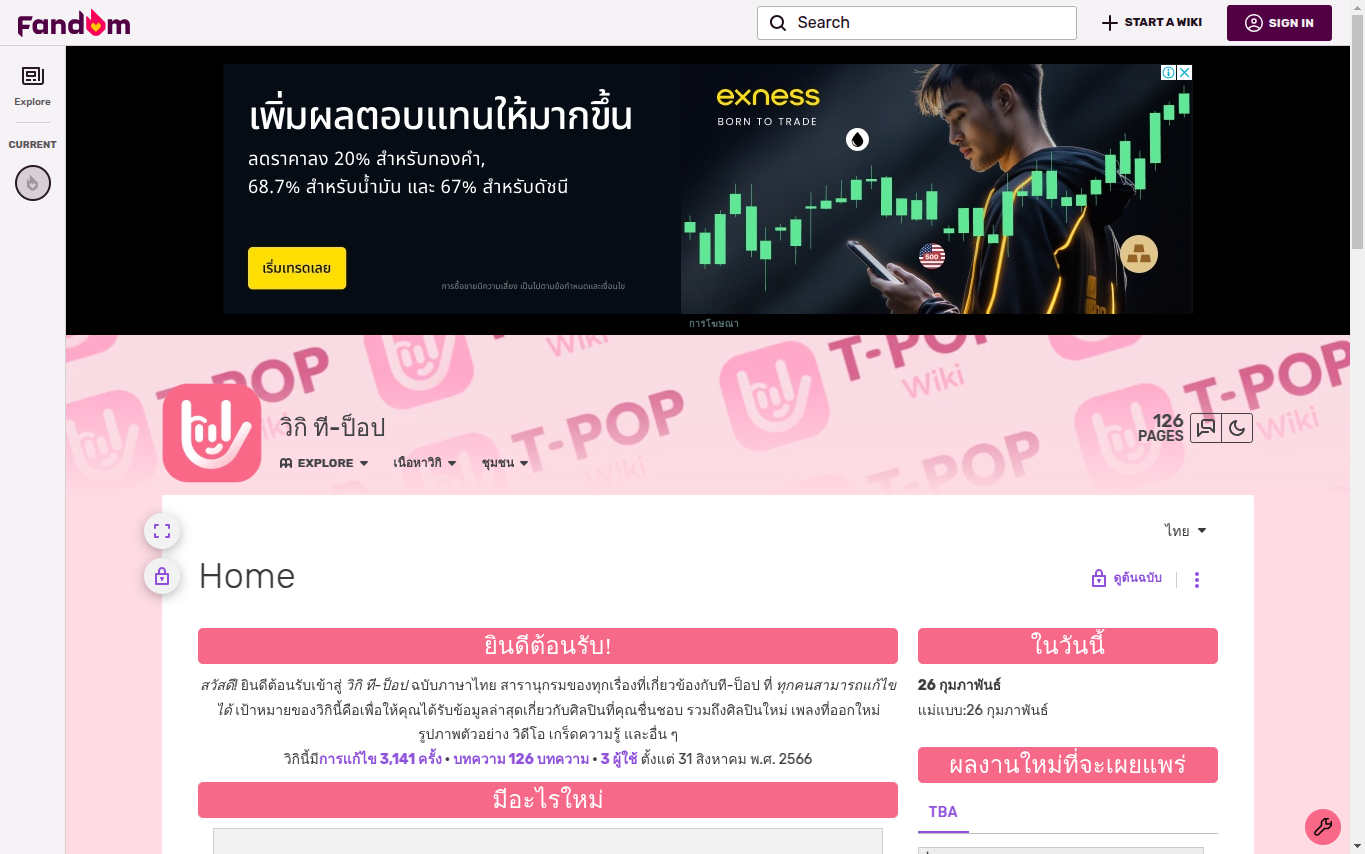 Fandom
Search
START A WIKI
SIGN IN
Explore
CURRENT
เพิ่มผลตอบแทนให้มากขึ้น
ลดราคาลง 20% สำหรับทองคำ,
68.7% สำหรับน้ำมัน และ 67% สำหรับดัชนี
เริ่มเทรดเลย
การซื้อขายมีความเสี่ยง เป็นไปตามข้อกำหนดและเงื่อนไข
exness
BORN TO TRADE
500
การโฆษณา
T-POP
Wiki
T-POP
Wiki
T-POP
Wiki
T-POP
Wiki
วิกิ ที-ป็อป
126
PAGES
EXPLORE
เนื้อหาวิกิ
ชุมชน
ไทย
Home
ดูต้นฉบับ
ยินดีต้อนรับ!
สวัสดี! ยินดีต้อนรับเข้าสู่ วิกิ ที-ป็อป ฉบับภาษาไทย สารานุกรมของทุกเรื่องที่เกี่ยวข้องกับที-ป็อป ที่ ทุกคนสามารถแก้ไข
ได้ เป้าหมายของวิกินี้คือเพื่อให้คุณได้รับข้อมูลล่าสุดเกี่ยวกับศิลปินที่คุณชื่นชอบ รวมถึงศิลปินใหม่ เพลงที่ออกใหม่
รูปภาพตัวอย่าง วิดีโอ เกร็ดความรู้ และอื่น ๆ
วิกินี้มีการแก้ไข 3,141 ครั้ง • บทความ 126 บทความ • 3 ผู้ใช้ ตั้งแต่ 31 สิงหาคม พ.ศ. 2566
มีอะไรใหม่
ในวันนี้
26 กุมภาพันธ์
แม่แบบ:26 กุมภาพันธ์
ผลงานใหม่ที่จะเผยแพร่
TBA